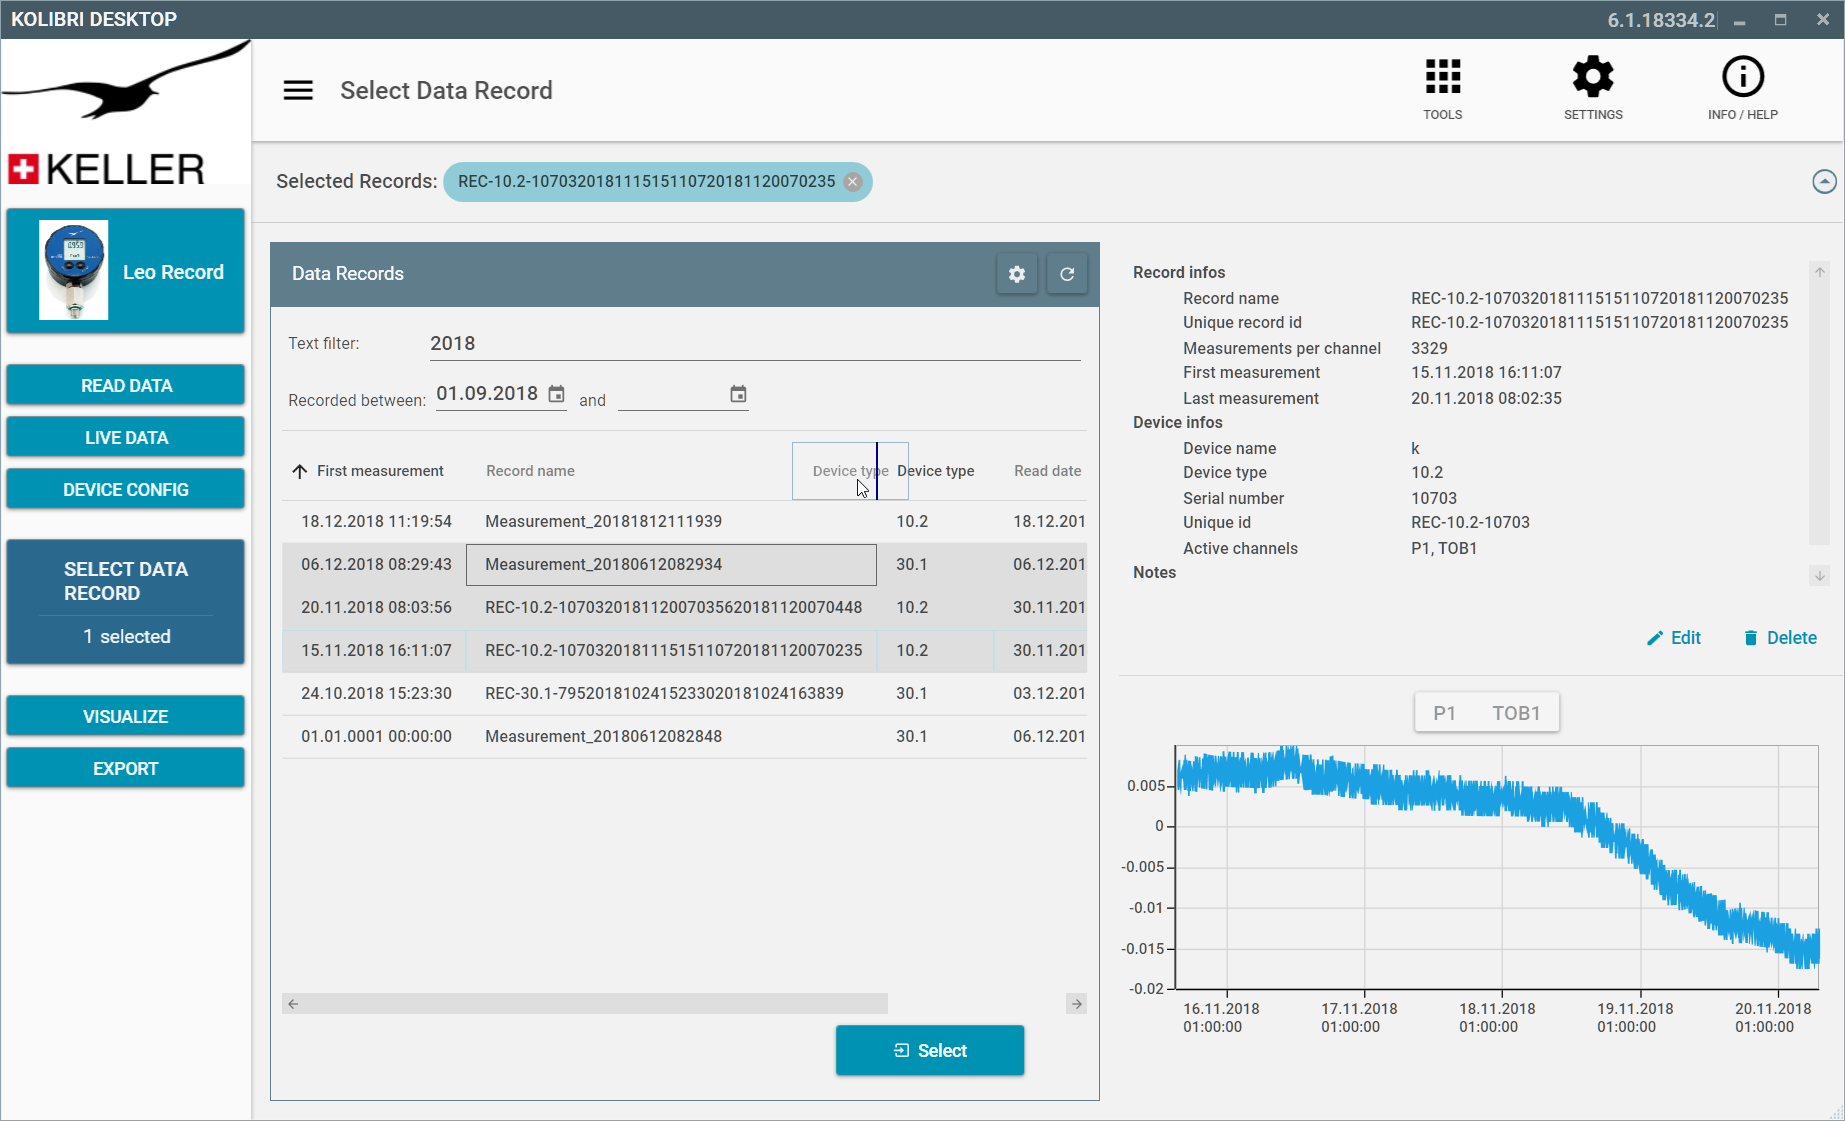 KOLIBRI DESKTOP
6.1.18334.2
KELLER
Select Data Record
TOOLS
SETTINGS
INFO / HELP
Selected Records:
REC-10.2-107032018111515110720181120070235
Leo Record
READ DATA
LIVE DATA
DEVICE CONFIG
SELECT DATA
RECORD
1 selected
VISUALIZE
EXPORT
Data Records
Text filter:
2018
Recorded between:
01.09.2018
and
First measurement
Record name
Device type
Device type
Read date
18.12.2018 11:19:54 Measurement_20181812111939 10.2 18.12.201
06.12.2018 08:29:43 Measurement_20180612082934 30.1 06.12.201
20.11.2018 08:03:56 REC-10.2-107032018112007035620181120070448 10.2 30.11.201
15.11.2018 16:11:07 REC-10.2-107032018111515110720181120070235 10.2 30.11.201
24.10.2018 15:23:30 REC-30.1-7952018102415233020181024163839 30.1 03.12.201
01.01.0001 00:00:00 Measurement_20180612082848 30.1 06.12.201
Select
Record infos
Record name REC-10.2-107032018111515110720181120070235
Unique record id REC-10.2-107032018111515110720181120070235
Measurements per channel 3329
First measurement 15.11.2018 16:11:07
Last measurement 20.11.2018 08:02:35
Device infos
Device name k
Device type 10.2
Serial number 10703
Unique id REC-10.2-10703
Active channels P1, TOB1
Notes
Edit
Delete
P1
TOB1
0.005
0
-0.005
-0.01
-0.015
-0.02
16.11.2018 17.11.2018 18.11.2018 19.11.2018 20.11.2018
01:00:00 01:00:00 01:00:00 01:00:00 01:00:00